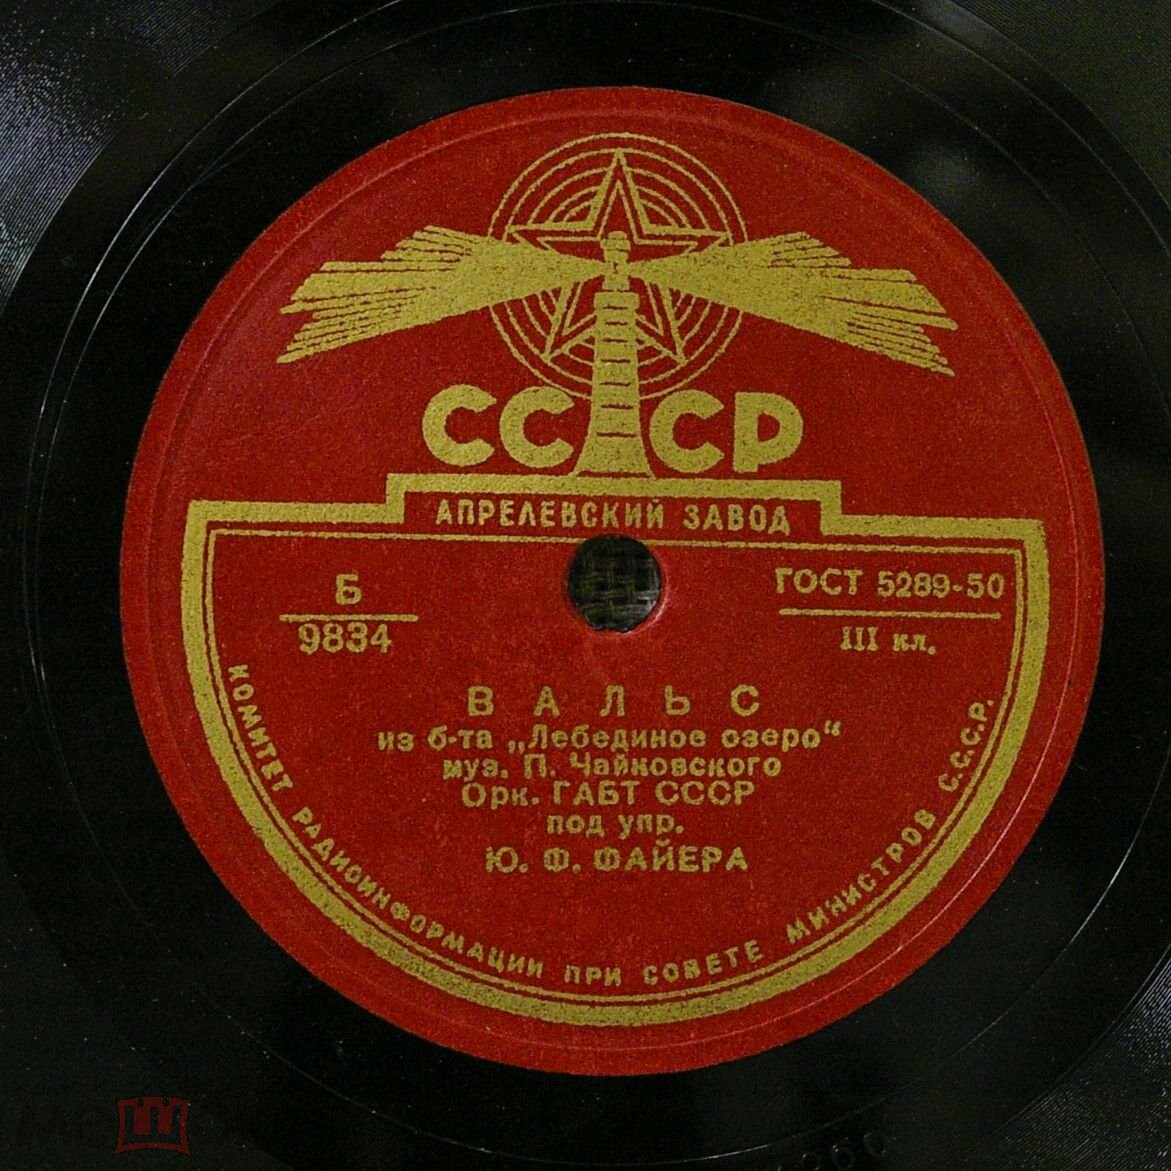 СССР
АПРЕЛЕВСКИЙ ЗАВОД
Б
9834
ГОСТ 5289-50
III кл.
ВАЛЬС
из б-та „Лебединое озеро“
муз. П. Чайковского
Орк. ГАБТ СССР
под упр.
Ю. Ф. ФАЙЕРА
КОМИТЕТ РАДИОИНФОРМАЦИИ ПРИ СОВЕТЕ МИНИСТРОВ С.С.С.Р.